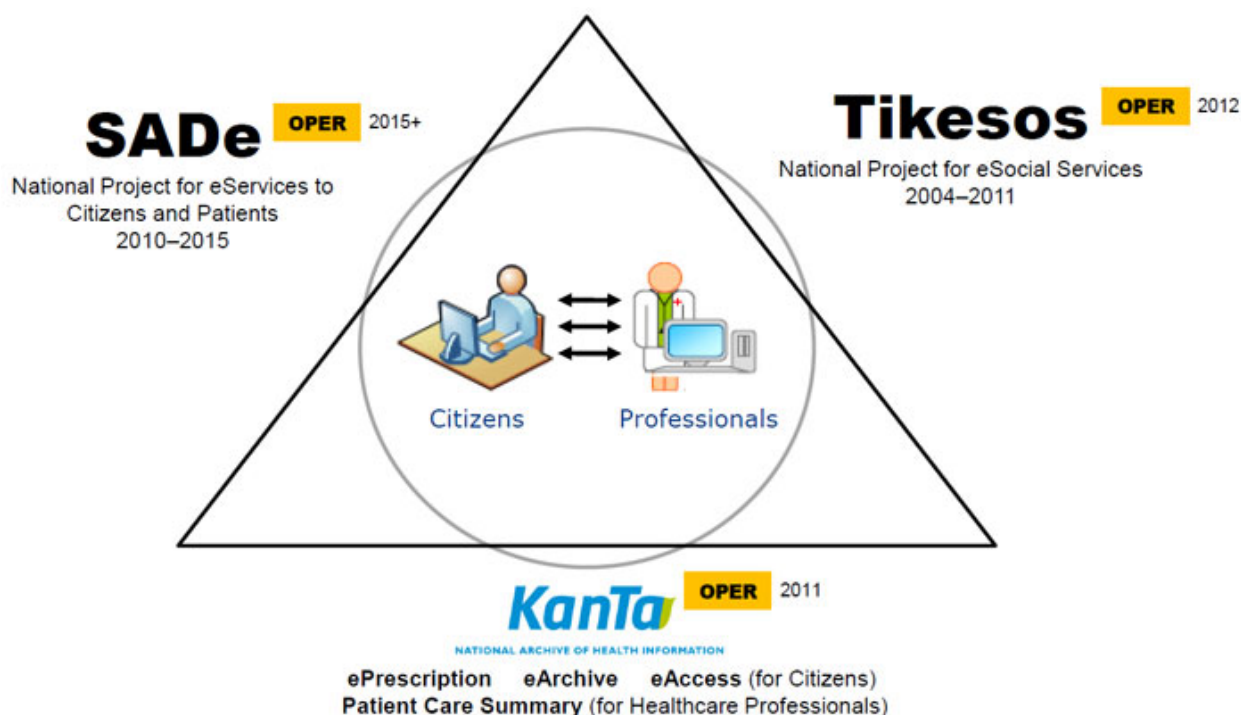 SADe OPER 2015+
National Project for eServices to
Citizens and Patients
2010–2015
Tikesos OPER 2012
National Project for eSocial Services
2004–2011
Citizens
Professionals
KanTa OPER 2011
NATIONAL ARCHIVE OF HEALTH INFORMATION
ePrescription eArchive eAccess (for Citizens)
Patient Care Summary (for Healthcare Professionals)